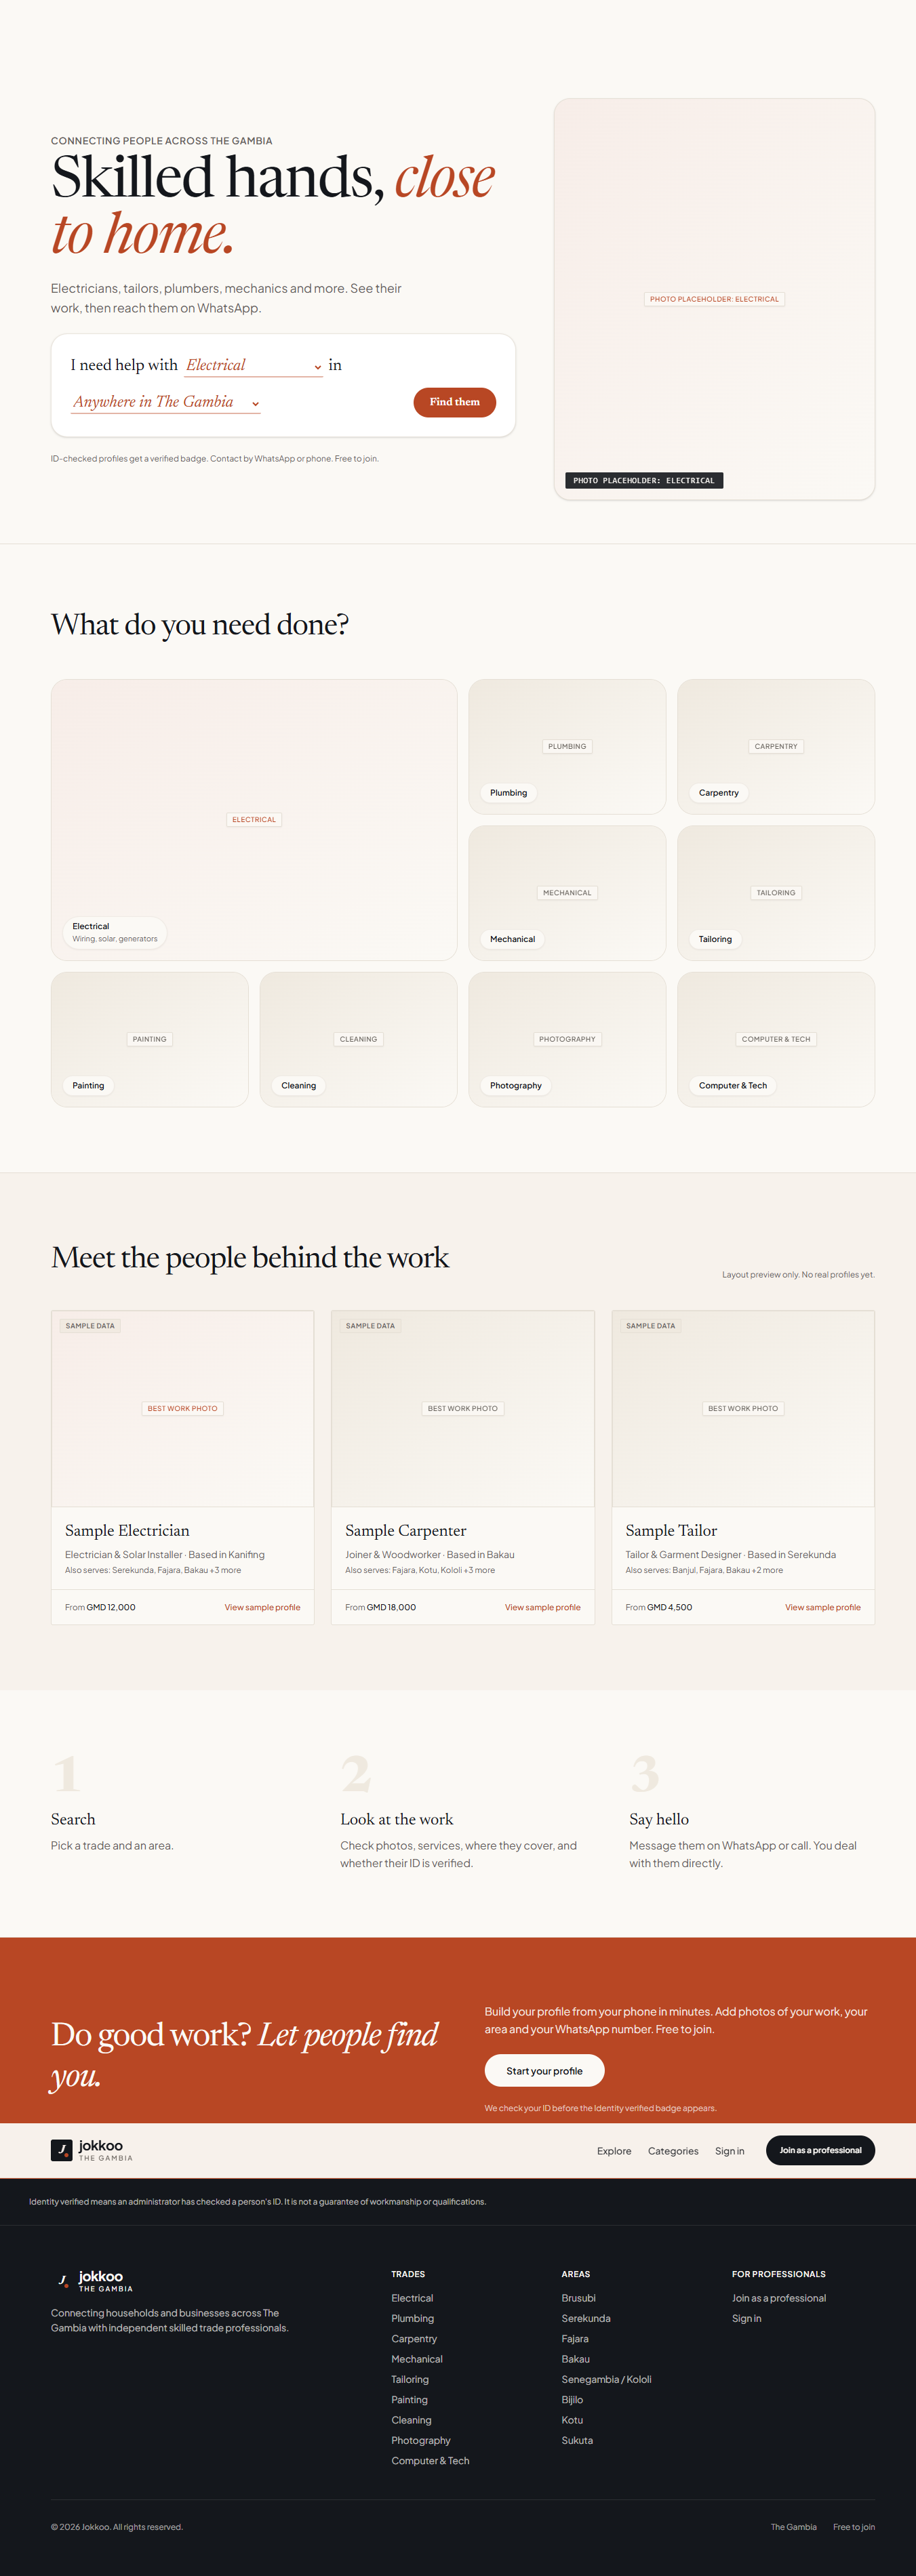 CONNECTING PEOPLE ACROSS THE GAMBIA
Skilled hands, close
to home.
Electricians, tailors, plumbers, mechanics and more. See their
work, then reach them on WhatsApp.
I need help with Electrical in
Anywhere in The Gambia
Find them
ID-checked profiles get a verified badge. Contact by WhatsApp or phone. Free to join.
PHOTO PLACEHOLDER: ELECTRICAL
PHOTO PLACEHOLDER: ELECTRICAL
What do you need done?
ELECTRICAL
Electrical
Wiring, solar, generators
PLUMBING
Plumbing
CARPENTRY
Carpentry
MECHANICAL
Mechanical
TAILORING
Tailoring
PAINTING
Painting
CLEANING
Cleaning
PHOTOGRAPHY
Photography
COMPUTER & TECH
Computer & Tech
Meet the people behind the work
Layout preview only. No real profiles yet.
SAMPLE DATA
BEST WORK PHOTO
Sample Electrician
Electrician & Solar Installer · Based in Kanifing
Also serves: Serekunda, Fajara, Bakau +3 more
From GMD 12,000
View sample profile
SAMPLE DATA
BEST WORK PHOTO
Sample Carpenter
Joiner & Woodworker · Based in Bakau
Also serves: Fajara, Kotu, Kololi +3 more
From GMD 18,000
View sample profile
SAMPLE DATA
BEST WORK PHOTO
Sample Tailor
Tailor & Garment Designer · Based in Serekunda
Also serves: Banjul, Fajara, Bakau +2 more
From GMD 4,500
View sample profile
1
Search
Pick a trade and an area.
2
Look at the work
Check photos, services, where they cover, and
whether their ID is verified.
3
Say hello
Message them on WhatsApp or call. You deal
with them directly.
Do good work? Let people find
you.
Build your profile from your phone in minutes. Add photos of your work, your
area and your WhatsApp number. Free to join.
Start your profile
We check your ID before the Identity verified badge appears.
J
jokkoo
THE GAMBIA
Explore
Categories
Sign in
Join as a professional
Identity verified means an administrator has checked a person's ID. It is not a guarantee of workmanship or qualifications.
J
jokkoo
THE GAMBIA
Connecting households and businesses across The
Gambia with independent skilled trade professionals.
TRADES
Electrical
Plumbing
Carpentry
Mechanical
Tailoring
Painting
Cleaning
Photography
Computer & Tech
AREAS
Brusubi
Serekunda
Fajara
Bakau
Senegambia / Kololi
Bijilo
Kotu
Sukuta
FOR PROFESSIONALS
Join as a professional
Sign in
© 2026 Jokkoo. All rights reserved.
The Gambia
Free to join